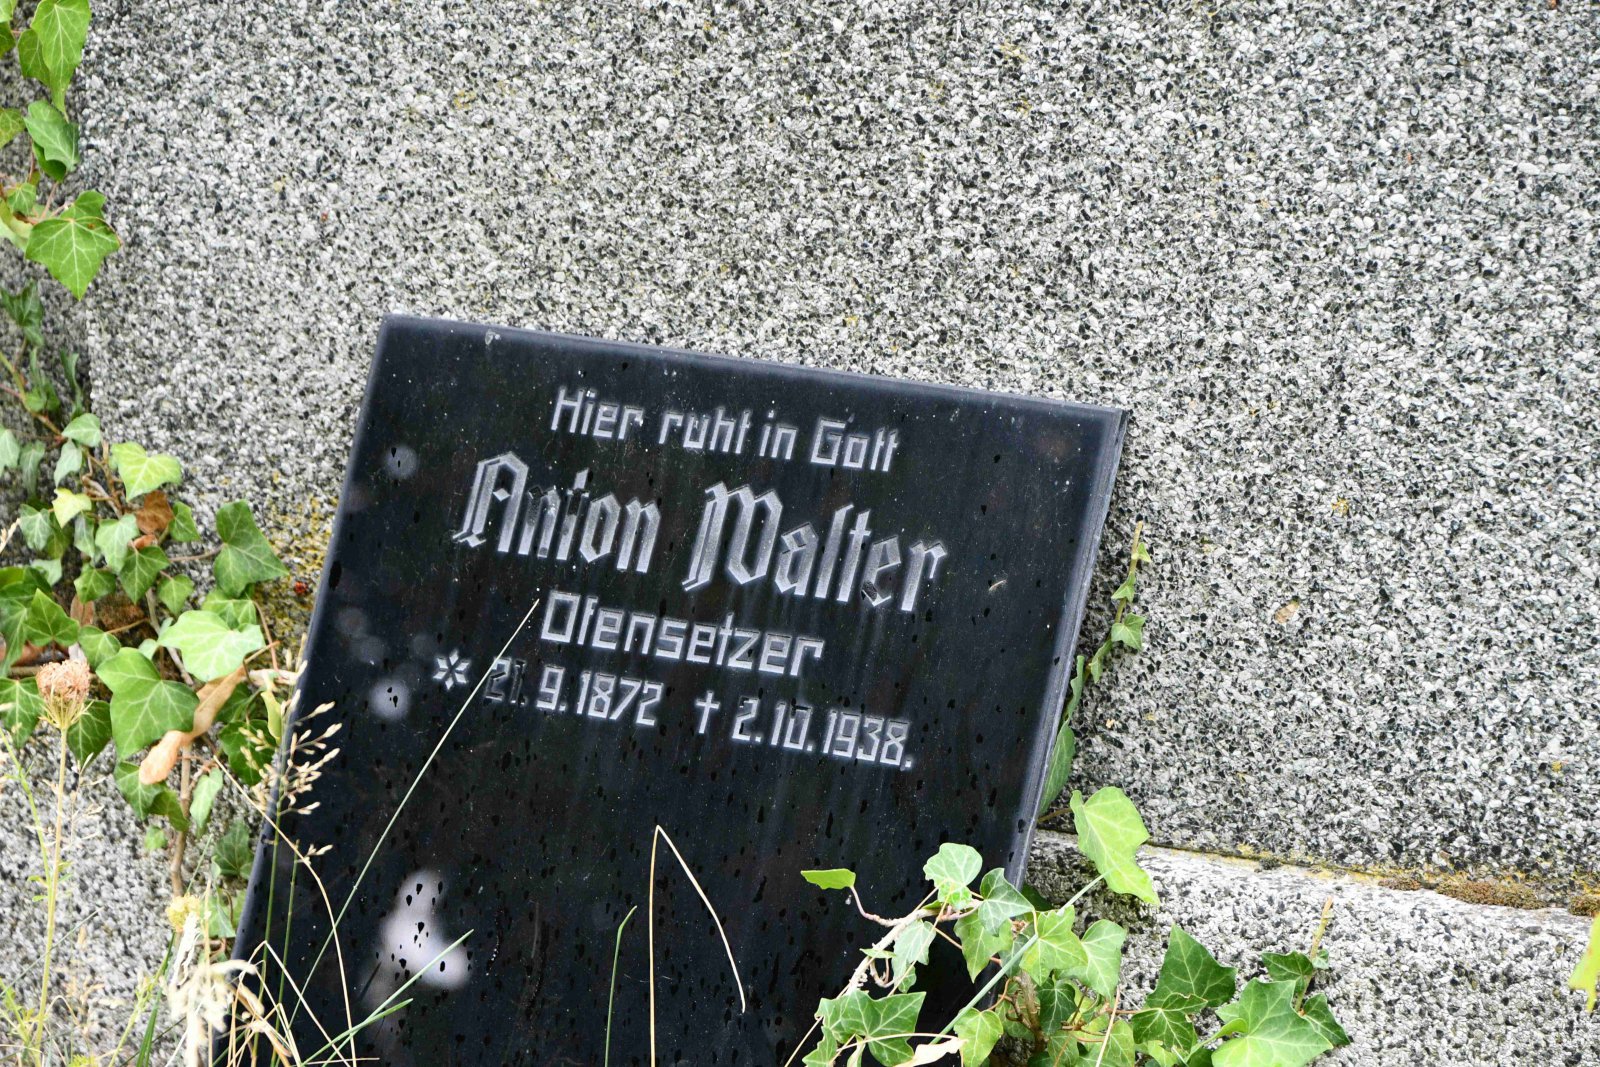 Hier ruht in Gott
Anton Walter
Ofensetzer
* 21. 9. 1872 † 2. 10. 1938.